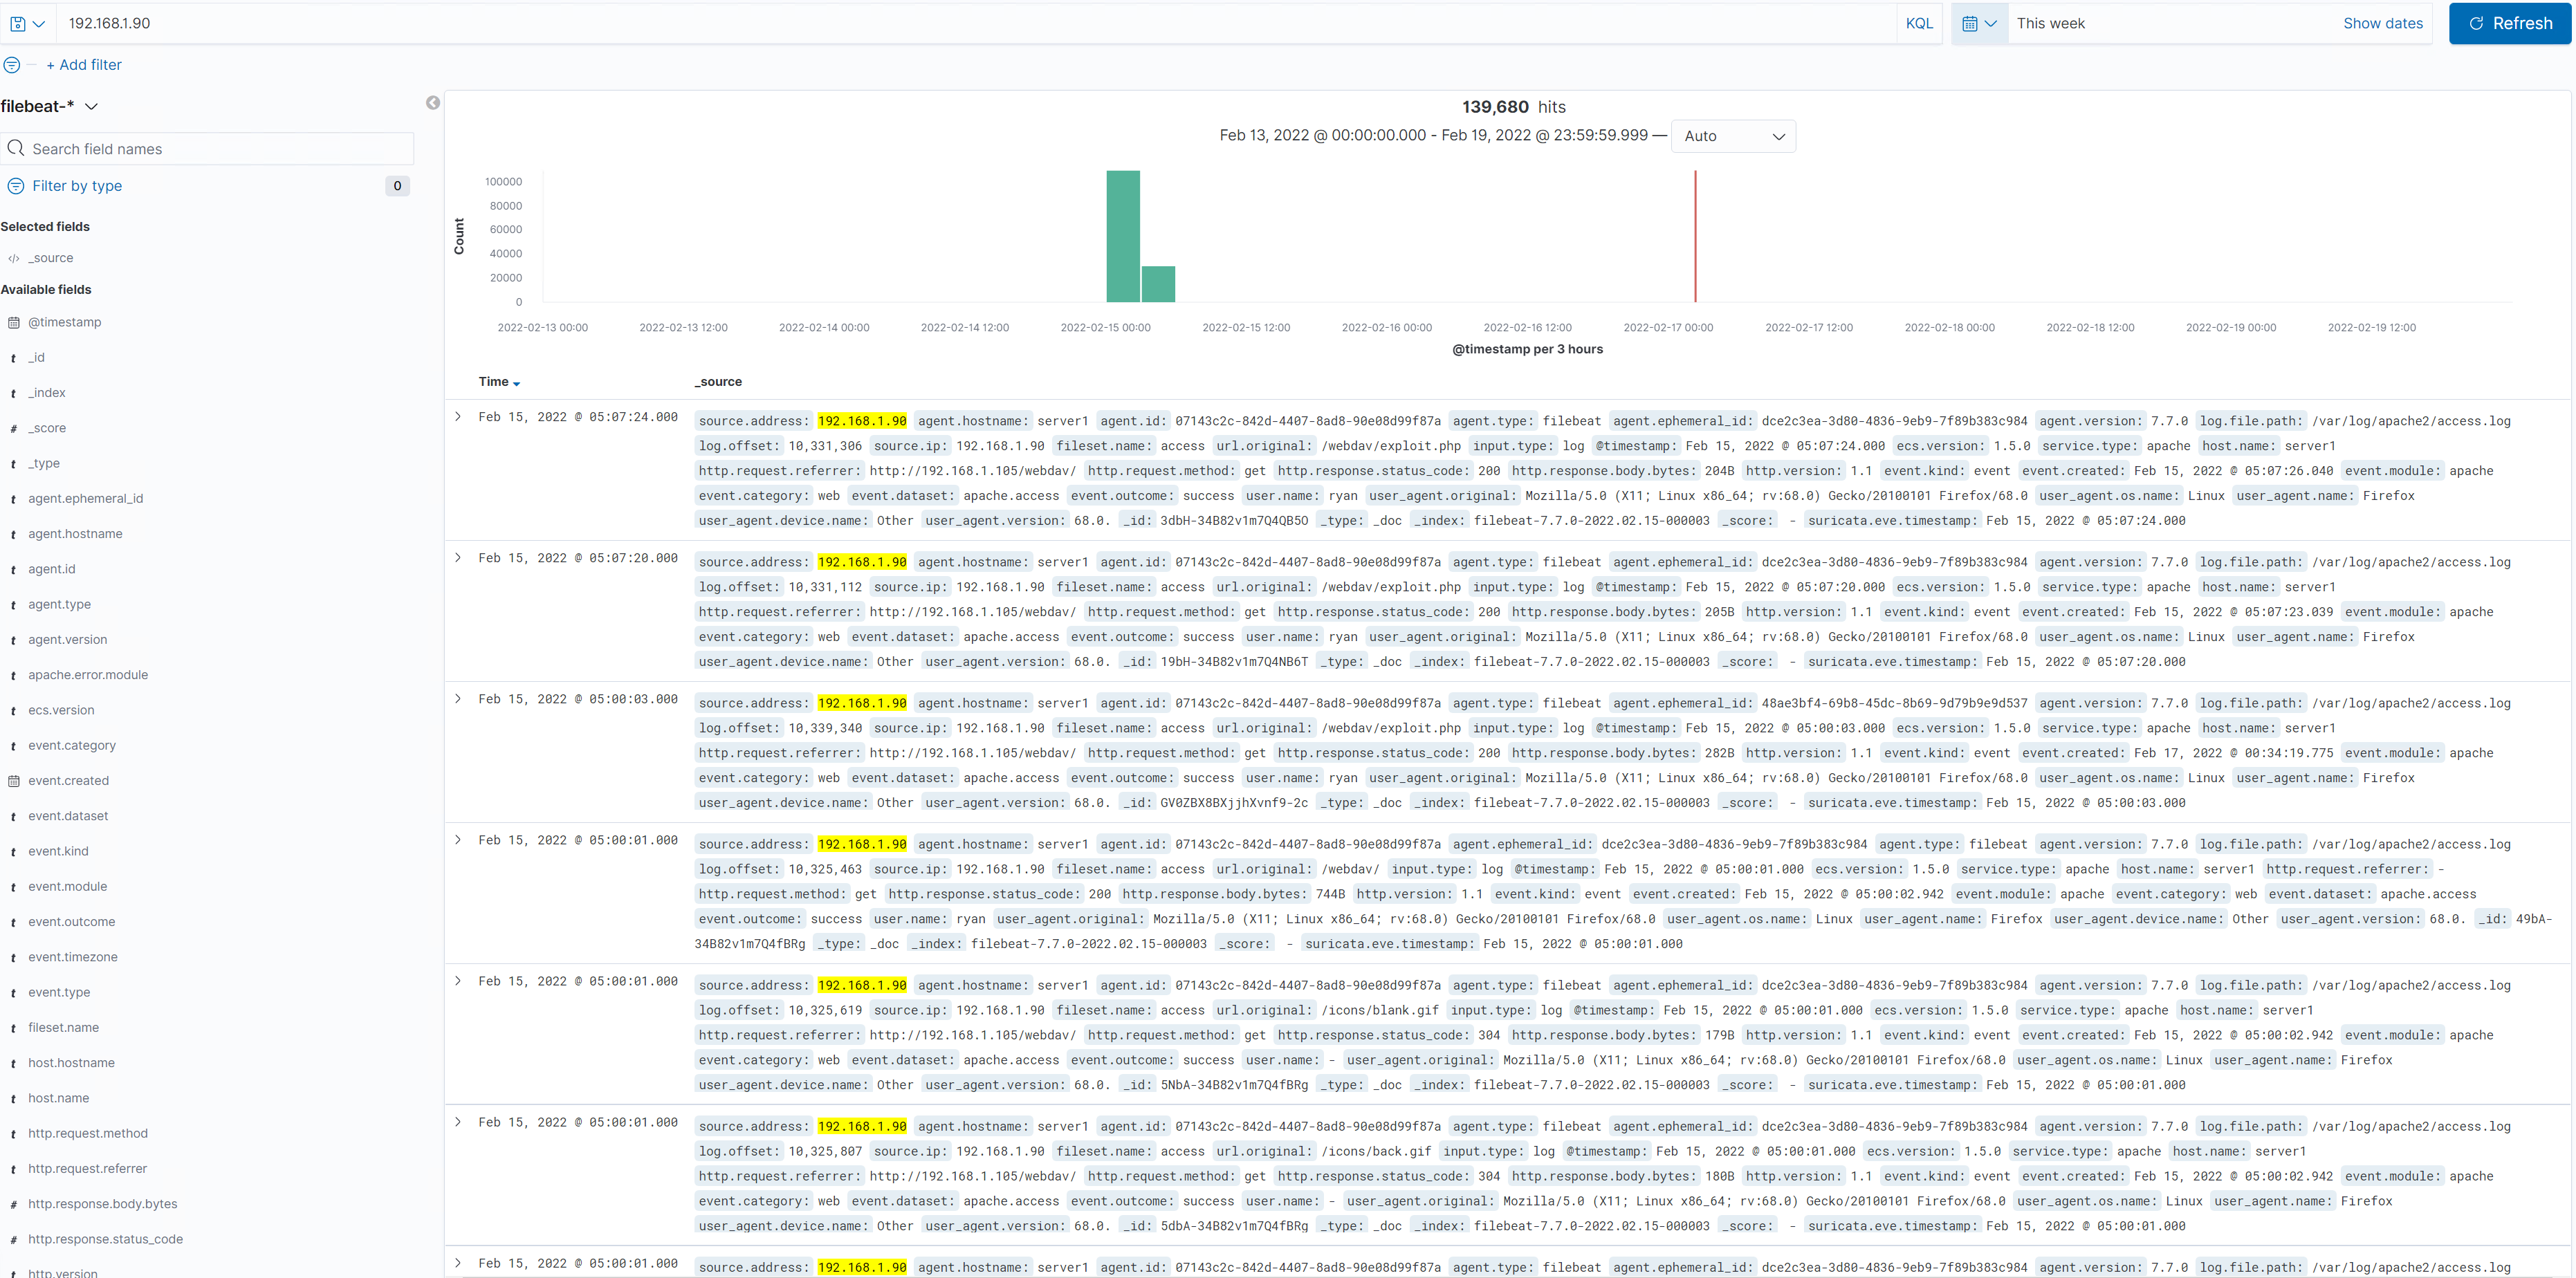 192.168.1.90
KQL
This week
Show dates
Refresh
+ Add filter
filebeat-*
Search field names
Filter by type
0
Selected fields
_source
Available fields
@timestamp
_id
_index
_score
_type
agent.ephemeral_id
agent.hostname
agent.id
agent.type
agent.version
apache.error.module
ecs.version
event.category
event.created
event.dataset
event.kind
event.module
event.outcome
event.timezone
event.type
fileset.name
host.hostname
host.name
http.request.method
http.request.referrer
http.response.body.bytes
http.response.status_code
http.version
139,680 hits
Feb 13, 2022 @ 00:00:00.000 - Feb 19, 2022 @ 23:59:59.999 — Auto
Count
100000
80000
60000
40000
20000
0
2022-02-13 00:00 2022-02-13 12:00 2022-02-14 00:00 2022-02-14 12:00 2022-02-15 00:00 2022-02-15 12:00 2022-02-16 00:00 2022-02-16 12:00 2022-02-17 00:00 2022-02-17 12:00 2022-02-18 00:00 2022-02-18 12:00 2022-02-19 00:00 2022-02-19 12:00
@timestamp per 3 hours
Time _source
Feb 15, 2022 @ 05:07:24.000
source.address: 192.168.1.90 agent.hostname: server1 agent.id: 07143c2c-842d-4407-8ad8-90e08d99f87a agent.type: filebeat agent.ephemeral_id: dce2c3ea-3d80-4836-9eb9-7f89b383c984 agent.version: 7.7.0 log.file.path: /var/log/apache2/access.log
log.offset: 10,331,306 source.ip: 192.168.1.90 fileset.name: access url.original: /webdav/exploit.php input.type: log @timestamp: Feb 15, 2022 @ 05:07:24.000 ecs.version: 1.5.0 service.type: apache host.name: server1
http.request.referrer: http://192.168.1.105/webdav/ http.request.method: get http.response.status_code: 200 http.response.body.bytes: 204B http.version: 1.1 event.kind: event event.created: Feb 15, 2022 @ 05:07:26.040 event.module: apache
event.category: web event.dataset: apache.access event.outcome: success user.name: ryan user_agent.original: Mozilla/5.0 (X11; Linux x86_64; rv:68.0) Gecko/20100101 Firefox/68.0 user_agent.os.name: Linux user_agent.name: Firefox
user_agent.device.name: Other user_agent.version: 68.0. _id: 3dbH-34B82v1m7Q4QB5O _type: _doc _index: filebeat-7.7.0-2022.02.15-000003 _score: - suricata.eve.timestamp: Feb 15, 2022 @ 05:07:24.000
Feb 15, 2022 @ 05:07:20.000
source.address: 192.168.1.90 agent.hostname: server1 agent.id: 07143c2c-842d-4407-8ad8-90e08d99f87a agent.type: filebeat agent.ephemeral_id: dce2c3ea-3d80-4836-9eb9-7f89b383c984 agent.version: 7.7.0 log.file.path: /var/log/apache2/access.log
log.offset: 10,331,112 source.ip: 192.168.1.90 fileset.name: access url.original: /webdav/exploit.php input.type: log @timestamp: Feb 15, 2022 @ 05:07:20.000 ecs.version: 1.5.0 service.type: apache host.name: server1
http.request.referrer: http://192.168.1.105/webdav/ http.request.method: get http.response.status_code: 200 http.response.body.bytes: 205B http.version: 1.1 event.kind: event event.created: Feb 15, 2022 @ 05:07:23.039 event.module: apache
event.category: web event.dataset: apache.access event.outcome: success user.name: ryan user_agent.original: Mozilla/5.0 (X11; Linux x86_64; rv:68.0) Gecko/20100101 Firefox/68.0 user_agent.os.name: Linux user_agent.name: Firefox
user_agent.device.name: Other user_agent.version: 68.0. _id: 19bH-34B82v1m7Q4NB6T _type: _doc _index: filebeat-7.7.0-2022.02.15-000003 _score: - suricata.eve.timestamp: Feb 15, 2022 @ 05:07:20.000
Feb 15, 2022 @ 05:00:03.000
source.address: 192.168.1.90 agent.hostname: server1 agent.id: 07143c2c-842d-4407-8ad8-90e08d99f87a agent.type: filebeat agent.ephemeral_id: 48ae3bf4-69b8-45dc-8b69-9d79b9e9d537 agent.version: 7.7.0 log.file.path: /var/log/apache2/access.log
log.offset: 10,339,340 source.ip: 192.168.1.90 fileset.name: access url.original: /webdav/exploit.php input.type: log @timestamp: Feb 15, 2022 @ 05:00:03.000 ecs.version: 1.5.0 service.type: apache host.name: server1
http.request.referrer: http://192.168.1.105/webdav/ http.request.method: get http.response.status_code: 200 http.response.body.bytes: 282B http.version: 1.1 event.kind: event event.created: Feb 17, 2022 @ 00:34:19.775 event.module: apache
event.category: web event.dataset: apache.access event.outcome: success user.name: ryan user_agent.original: Mozilla/5.0 (X11; Linux x86_64; rv:68.0) Gecko/20100101 Firefox/68.0 user_agent.os.name: Linux user_agent.name: Firefox
user_agent.device.name: Other user_agent.version: 68.0. _id: GV0ZBX8BXjjhXvnf9-2c _type: _doc _index: filebeat-7.7.0-2022.02.15-000003 _score: - suricata.eve.timestamp: Feb 15, 2022 @ 05:00:03.000
Feb 15, 2022 @ 05:00:01.000
source.address: 192.168.1.90 agent.hostname: server1 agent.id: 07143c2c-842d-4407-8ad8-90e08d99f87a agent.ephemeral_id: dce2c3ea-3d80-4836-9eb9-7f89b383c984 agent.type: filebeat agent.version: 7.7.0 log.file.path: /var/log/apache2/access.log
log.offset: 10,325,463 source.ip: 192.168.1.90 fileset.name: access url.original: /webdav/ input.type: log @timestamp: Feb 15, 2022 @ 05:00:01.000 ecs.version: 1.5.0 service.type: apache host.name: server1 http.request.referrer: -
http.request.method: get http.response.status_code: 200 http.response.body.bytes: 744B http.version: 1.1 event.kind: event event.created: Feb 15, 2022 @ 05:00:02.942 event.module: apache event.category: web event.dataset: apache.access
event.outcome: success user.name: ryan user_agent.original: Mozilla/5.0 (X11; Linux x86_64; rv:68.0) Gecko/20100101 Firefox/68.0 user_agent.os.name: Linux user_agent.name: Firefox user_agent.device.name: Other user_agent.version: 68.0. _id: 49bA-
34B82v1m7Q4fBRg _type: _doc _index: filebeat-7.7.0-2022.02.15-000003 _score: - suricata.eve.timestamp: Feb 15, 2022 @ 05:00:01.000
Feb 15, 2022 @ 05:00:01.000
source.address: 192.168.1.90 agent.hostname: server1 agent.id: 07143c2c-842d-4407-8ad8-90e08d99f87a agent.type: filebeat agent.ephemeral_id: dce2c3ea-3d80-4836-9eb9-7f89b383c984 agent.version: 7.7.0 log.file.path: /var/log/apache2/access.log
log.offset: 10,325,619 source.ip: 192.168.1.90 fileset.name: access url.original: /icons/blank.gif input.type: log @timestamp: Feb 15, 2022 @ 05:00:01.000 ecs.version: 1.5.0 service.type: apache host.name: server1
http.request.referrer: http://192.168.1.105/webdav/ http.request.method: get http.response.status_code: 304 http.response.body.bytes: 179B http.version: 1.1 event.kind: event event.created: Feb 15, 2022 @ 05:00:02.942 event.module: apache
event.category: web event.dataset: apache.access event.outcome: success user.name: - user_agent.original: Mozilla/5.0 (X11; Linux x86_64; rv:68.0) Gecko/20100101 Firefox/68.0 user_agent.os.name: Linux user_agent.name: Firefox
user_agent.device.name: Other user_agent.version: 68.0. _id: 5NbA-34B82v1m7Q4fBRg _type: _doc _index: filebeat-7.7.0-2022.02.15-000003 _score: - suricata.eve.timestamp: Feb 15, 2022 @ 05:00:01.000
Feb 15, 2022 @ 05:00:01.000
source.address: 192.168.1.90 agent.hostname: server1 agent.id: 07143c2c-842d-4407-8ad8-90e08d99f87a agent.type: filebeat agent.ephemeral_id: dce2c3ea-3d80-4836-9eb9-7f89b383c984 agent.version: 7.7.0 log.file.path: /var/log/apache2/access.log
log.offset: 10,325,807 source.ip: 192.168.1.90 fileset.name: access url.original: /icons/back.gif input.type: log @timestamp: Feb 15, 2022 @ 05:00:01.000 ecs.version: 1.5.0 service.type: apache host.name: server1
http.request.referrer: http://192.168.1.105/webdav/ http.request.method: get http.response.status_code: 304 http.response.body.bytes: 180B http.version: 1.1 event.kind: event event.created: Feb 15, 2022 @ 05:00:02.942 event.module: apache
event.category: web event.dataset: apache.access event.outcome: success user.name: - user_agent.original: Mozilla/5.0 (X11; Linux x86_64; rv:68.0) Gecko/20100101 Firefox/68.0 user_agent.os.name: Linux user_agent.name: Firefox
user_agent.device.name: Other user_agent.version: 68.0. _id: 5dbA-34B82v1m7Q4fBRg _type: _doc _index: filebeat-7.7.0-2022.02.15-000003 _score: - suricata.eve.timestamp: Feb 15, 2022 @ 05:00:01.000
Feb 15, 2022 @ 05:00:01.000
source.address: 192.168.1.90 agent.hostname: server1 agent.id: 07143c2c-842d-4407-8ad8-90e08d99f87a agent.type: filebeat agent.ephemeral_id: dce2c3ea-3d80-4836-9eb9-7f89b383c984 agent.version: 7.7.0 log.file.path: /var/log/apache2/access.log